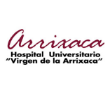 Arrixaca
Hospital Universitario
"Virgen de la Arrixaca"